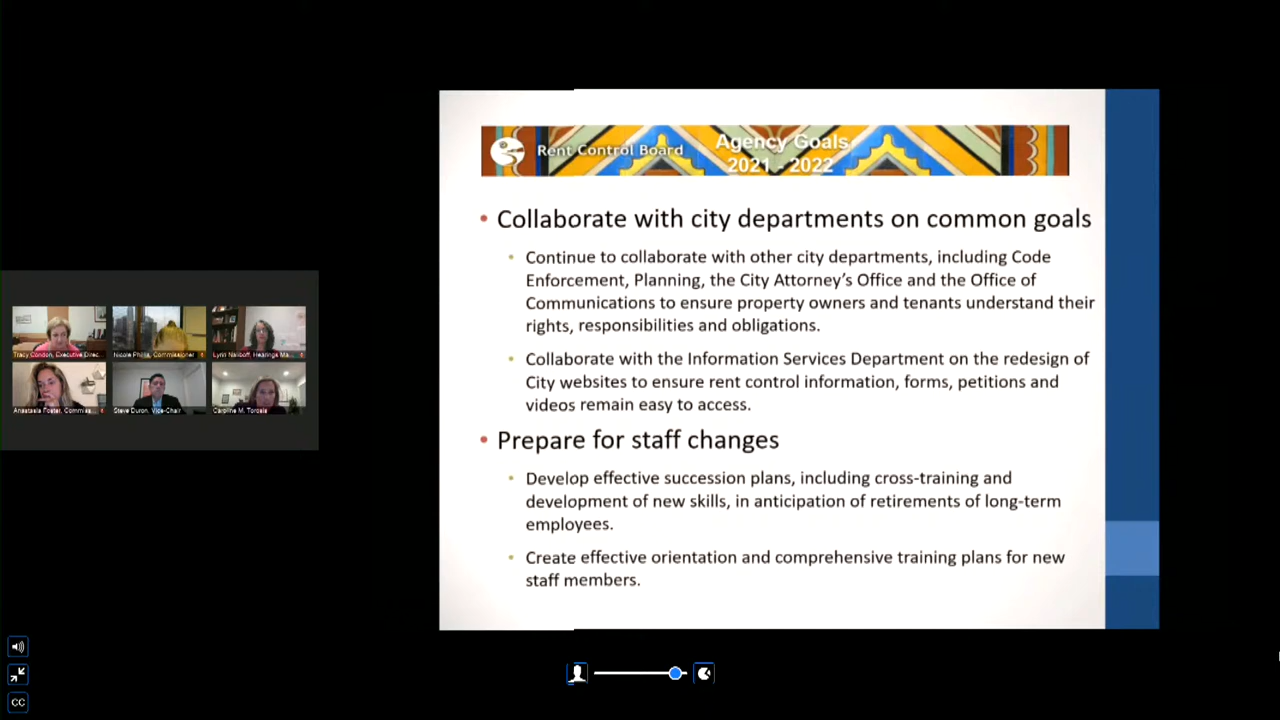 Rent Control Board
Agency Goals
2021 - 2022
• Collaborate with city departments on common goals
• Continue to collaborate with other city departments, including Code
Enforcement, Planning, the City Attorney's Office and the Office of
Communications to ensure property owners and tenants understand their
rights, responsibilities and obligations.
• Collaborate with the Information Services Department on the redesign of
City websites to ensure rent control information, forms, petitions and
videos remain easy to access.
• Prepare for staff changes
• Develop effective succession plans, including cross-training and
development of new skills, in anticipation of retirements of long-term
employees.
• Create effective orientation and comprehensive training plans for new
staff members.
Tracy Condon, Executive Direc...
Nicole Phillis, Commissioner
Hearings Ma...
Anastasia Foster, Commiss...
Steve Duron, Vice-Chair
Caroline M. Torosis
CC